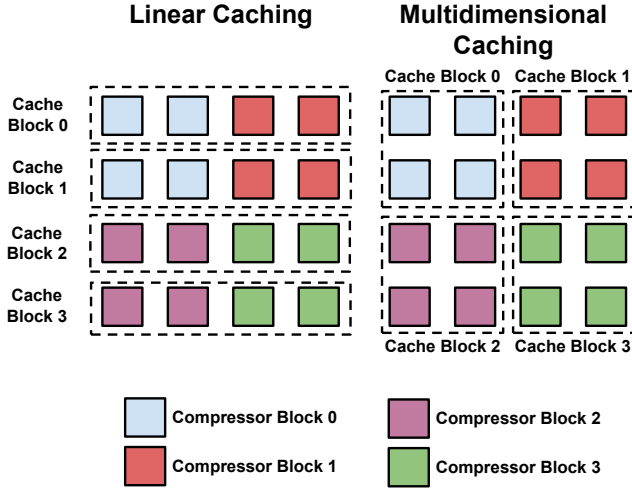 Linear Caching
Multidimensional
Caching
Cache Block 0
Cache Block 1
Cache
Block 0
Cache
Block 1
Cache
Block 2
Cache
Block 3
Cache Block 2
Cache Block 3
Compressor Block 0
Compressor Block 2
Compressor Block 1
Compressor Block 3